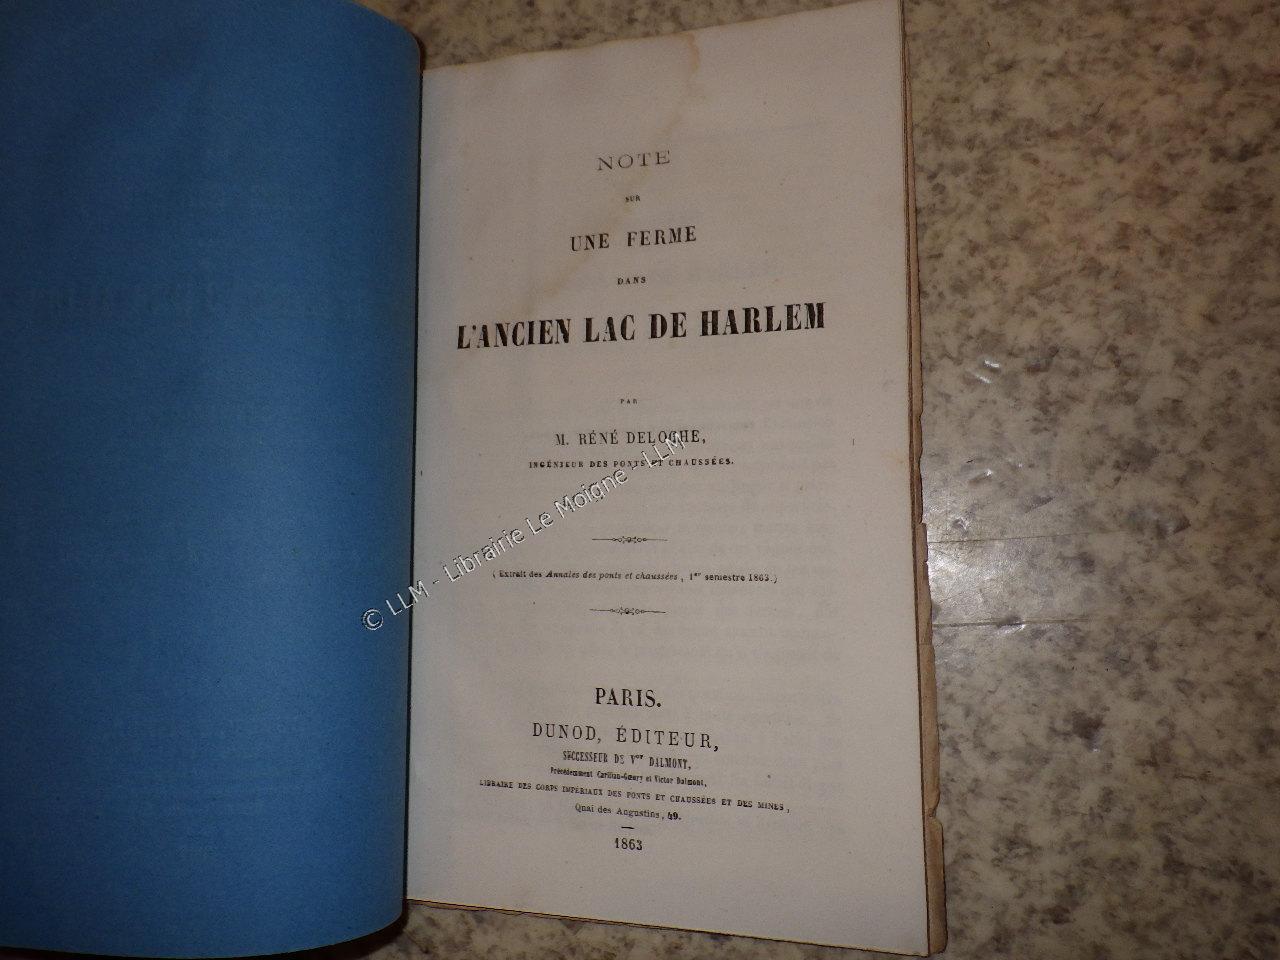 NOTE
SUR
UNE FERME
DANS
L'ANCIEN LAC DE HARLEM
PAR
M. RÉNÉ DELOCHE,
INGÉNIEUR DES PONTS ET CHAUSSÉES.
© LLM - Librairie Le Moigne - LLM
(Extrait des Annales des ponts et chaussées, 1er semestre 1863.)
PARIS.
DUNOD, ÉDITEUR,
SUCCESSEUR DE Vor DALMONT,
Précédemment Carilian-Gœury et Victor Dalmont,
LIBRAIRE DES CORPS IMPÉRIAUX DES PONTS ET CHAUSSÉES ET DES MINES,
Quai des Augustins, 49.
1863